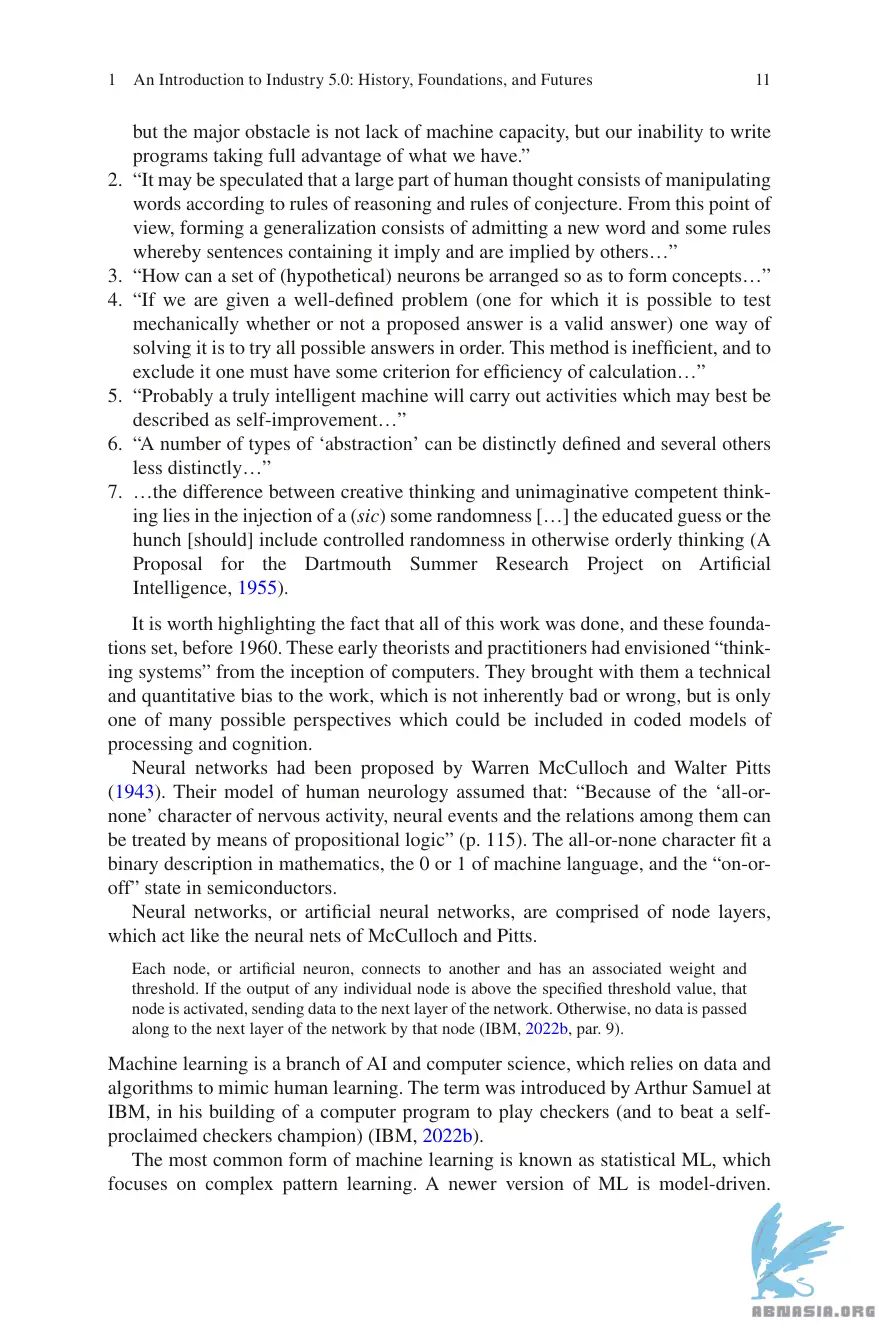 1 An Introduction to Industry 5.0: History, Foundations, and Futures 11
but the major obstacle is not lack of machine capacity, but our inability to write
programs taking full advantage of what we have.”
2. “It may be speculated that a large part of human thought consists of manipulating
words according to rules of reasoning and rules of conjecture. From this point of
view, forming a generalization consists of admitting a new word and some rules
whereby sentences containing it imply and are implied by others…”
3. “How can a set of (hypothetical) neurons be arranged so as to form concepts…”
4. “If we are given a well-defined problem (one for which it is possible to test
mechanically whether or not a proposed answer is a valid answer) one way of
solving it is to try all possible answers in order. This method is inefficient, and to
exclude it one must have some criterion for efficiency of calculation…”
5. “Probably a truly intelligent machine will carry out activities which may best be
described as self-improvement…”
6. “A number of types of ‘abstraction’ can be distinctly defined and several others
less distinctly…”
7. …the difference between creative thinking and unimaginative competent think-
ing lies in the injection of a (sic) some randomness […] the educated guess or the
hunch [should] include controlled randomness in otherwise orderly thinking (A
Proposal for the Dartmouth Summer Research Project on Artificial
Intelligence, 1955).
It is worth highlighting the fact that all of this work was done, and these founda-
tions set, before 1960. These early theorists and practitioners had envisioned “think-
ing systems” from the inception of computers. They brought with them a technical
and quantitative bias to the work, which is not inherently bad or wrong, but is only
one of many possible perspectives which could be included in coded models of
processing and cognition.
Neural networks had been proposed by Warren McCulloch and Walter Pitts
(1943). Their model of human neurology assumed that: “Because of the ‘all-or-
none’ character of nervous activity, neural events and the relations among them can
be treated by means of propositional logic” (p. 115). The all-or-none character fit a
binary description in mathematics, the 0 or 1 of machine language, and the “on-or-
off” state in semiconductors.
Neural networks, or artificial neural networks, are comprised of node layers,
which act like the neural nets of McCulloch and Pitts.
Each node, or artificial neuron, connects to another and has an associated weight and
threshold. If the output of any individual node is above the specified threshold value, that
node is activated, sending data to the next layer of the network. Otherwise, no data is passed
along to the next layer of the network by that node (IBM, 2022b, par. 9).
Machine learning is a branch of AI and computer science, which relies on data and
algorithms to mimic human learning. The term was introduced by Arthur Samuel at
IBM, in his building of a computer program to play checkers (and to beat a self-
proclaimed checkers champion) (IBM, 2022b).
The most common form of machine learning is known as statistical ML, which
focuses on complex pattern learning. A newer version of ML is model-driven.
ABNASIA.ORG